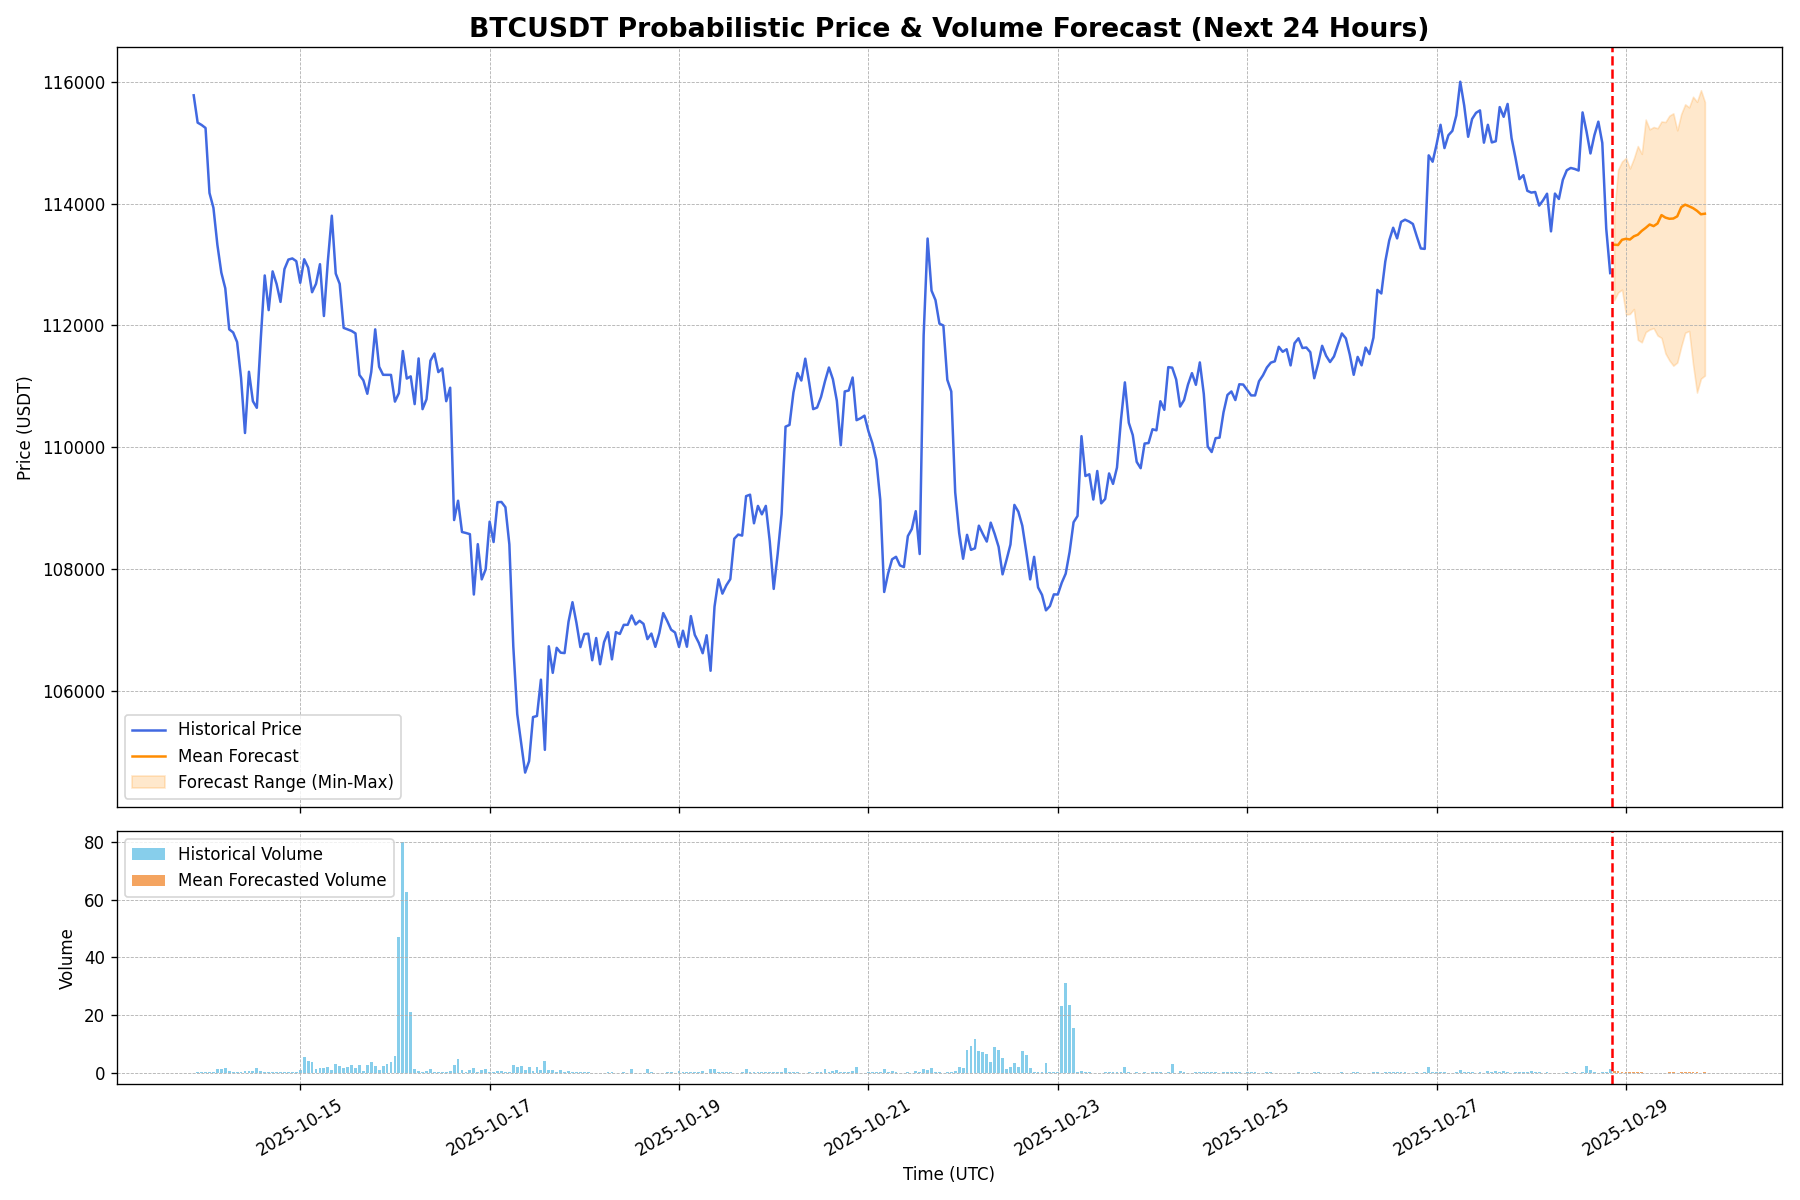 BTCUSDT Probabilistic Price & Volume Forecast (Next 24 Hours)
116000
114000
112000
110000
108000
106000
Price (USDT)
Historical Price
Mean Forecast
Forecast Range (Min-Max)
80
60
40
20
0
Volume
Historical Volume
Mean Forecasted Volume
2025-10-15
2025-10-17
2025-10-19
2025-10-21
2025-10-23
2025-10-25
2025-10-27
2025-10-29
Time (UTC)